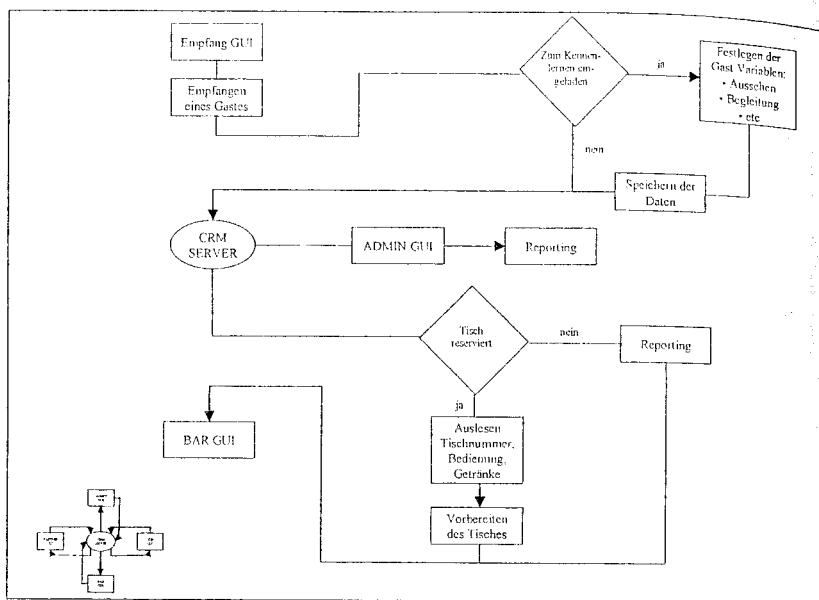 Empfang GUI
Empfangen
eines Gastes
Zum Kennen-
lernen ein-
geladen
ja
nein
Festlegen der
Gast Variablen:
• Aussehen
• Begleitung
• etc
Speichern der
Daten
CRM
SERVER
ADMIN GUI
Reporting
Tisch
reserviert
nein
Reporting
ja
Auslesen
Tischnummer,
Bedienung,
Getränke
Vorbereiten
des Tisches
BAR GUI